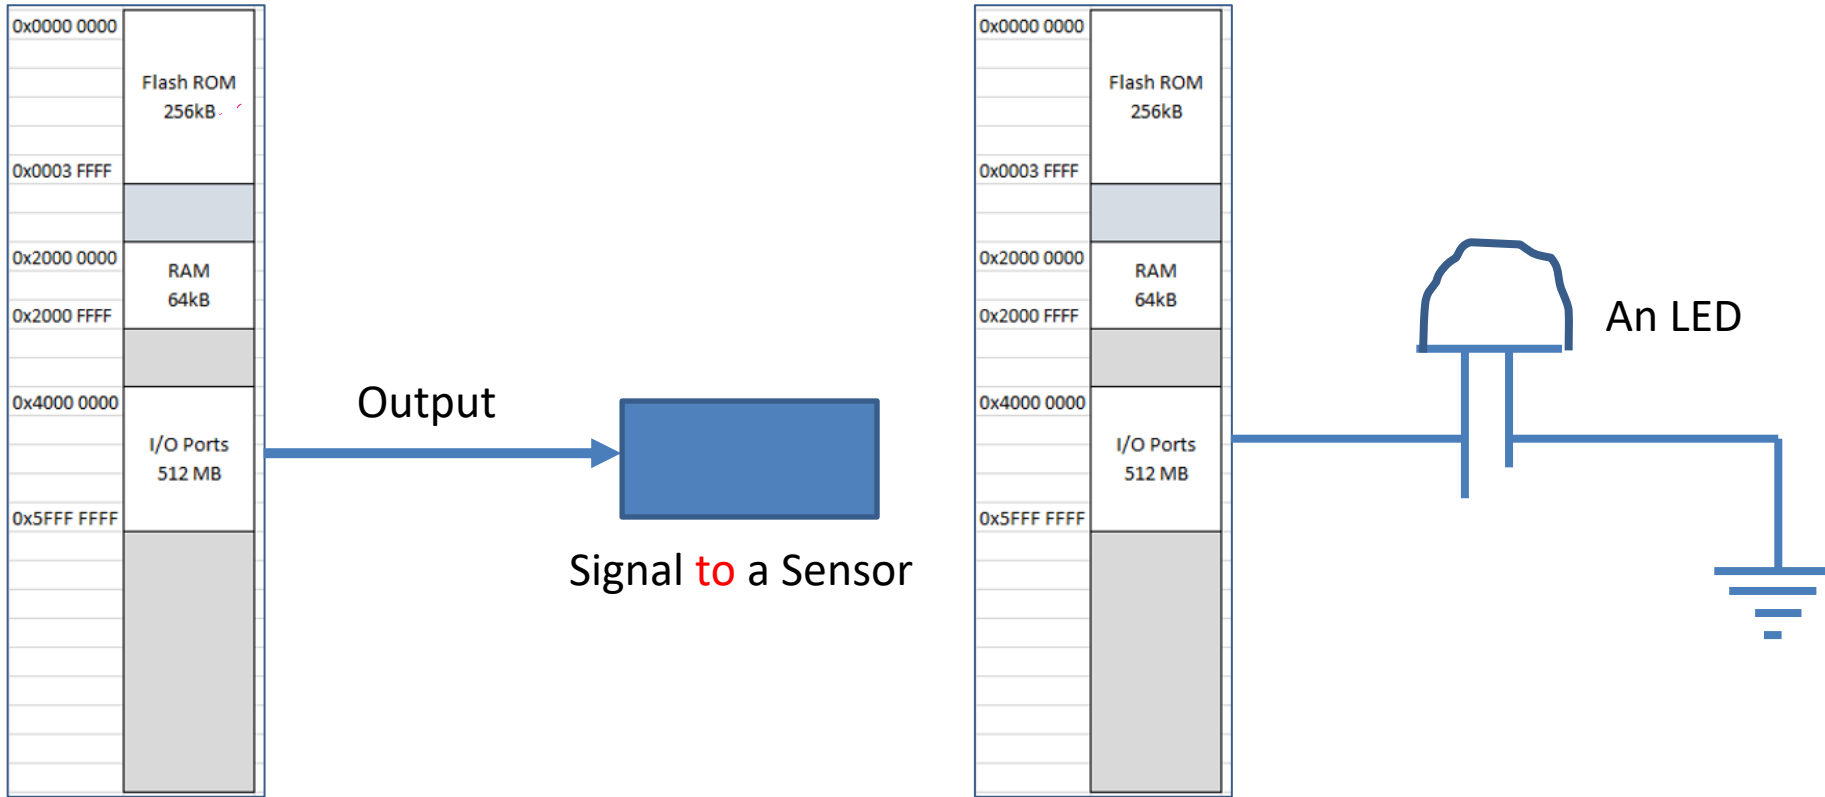 0x0000 0000
Flash ROM
256kB
0x0003 FFFF
0x2000 0000
RAM
64kB
0x2000 FFFF
0x4000 0000
I/O Ports
512 MB
0x5FFF FFFF
Output
Signal to a Sensor
0x0000 0000
Flash ROM
256kB
0x0003 FFFF
0x2000 0000
RAM
64kB
0x2000 FFFF
0x4000 0000
I/O Ports
512 MB
0x5FFF FFFF
An LED